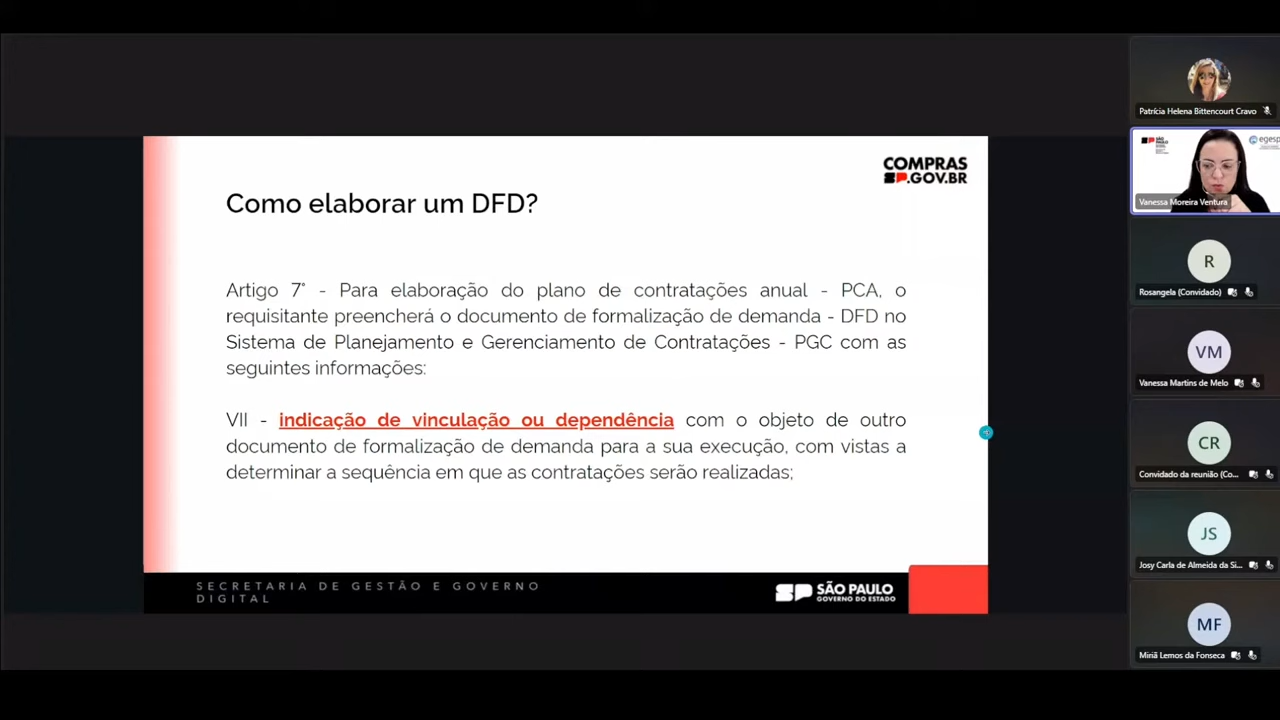 COMPRAS
SP.GOV.BR
Como elaborar um DFD?
Artigo 7° - Para elaboração do plano de contratações anual - PCA, o
requisitante preencherá o documento de formalização de demanda - DFD no
Sistema de Planejamento e Gerenciamento de Contratações - PGC com as
seguintes informações:
VII - indicação de vinculação ou dependência com o objeto de outro
documento de formalização de demanda para a sua execução, com vistas a
determinar a sequência em que as contratações serão realizadas;
SECRETARIA DE GESTÃO E GOVERNO
DIGITAL
SP SÃO PAULO
GOVERNO DO ESTADO
Patrícia Helena Bittencourt Cravo
SÃO
PAULO
egesp
Vanessa Moreira Ventura
R
Rosangela (Convidado)
VM
Vanessa Martins de Melo
CR
Convidado da reunião (Co...
JS
Josy Carla de Almeida da Si...
MF
Miriã Lemos da Fonseca